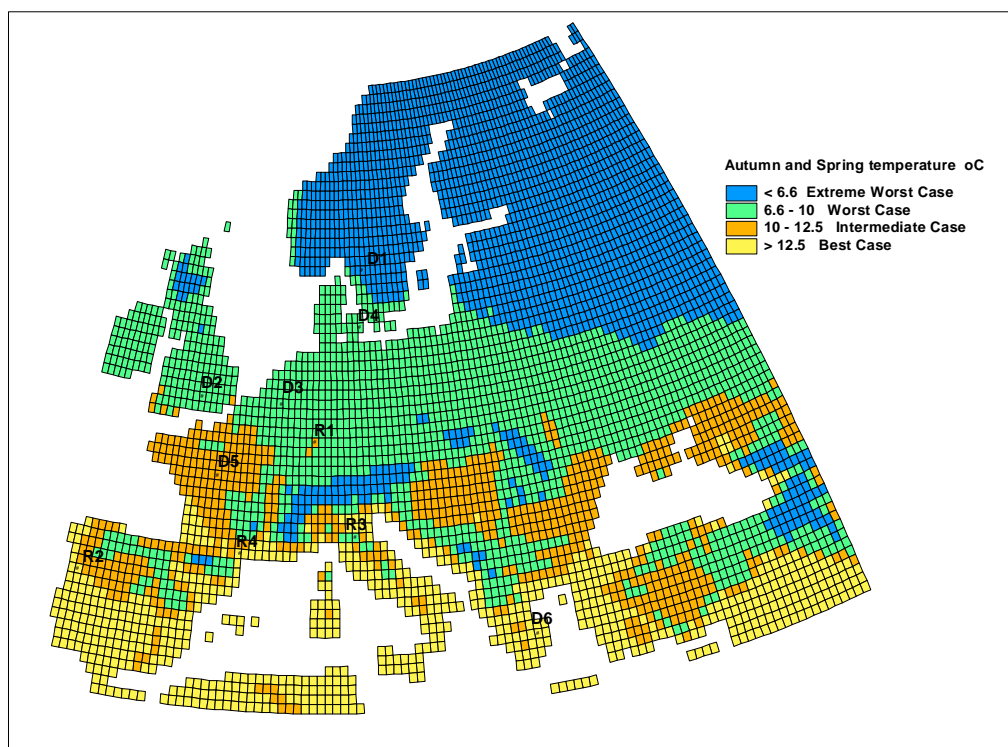 Autumn and Spring temperature oC
< 6.6 Extreme Worst Case
6.6 - 10 Worst Case
10 - 12.5 Intermediate Case
> 12.5 Best Case
D1
D4
D2
D3
R1
D5
R3
R4
R2
D6